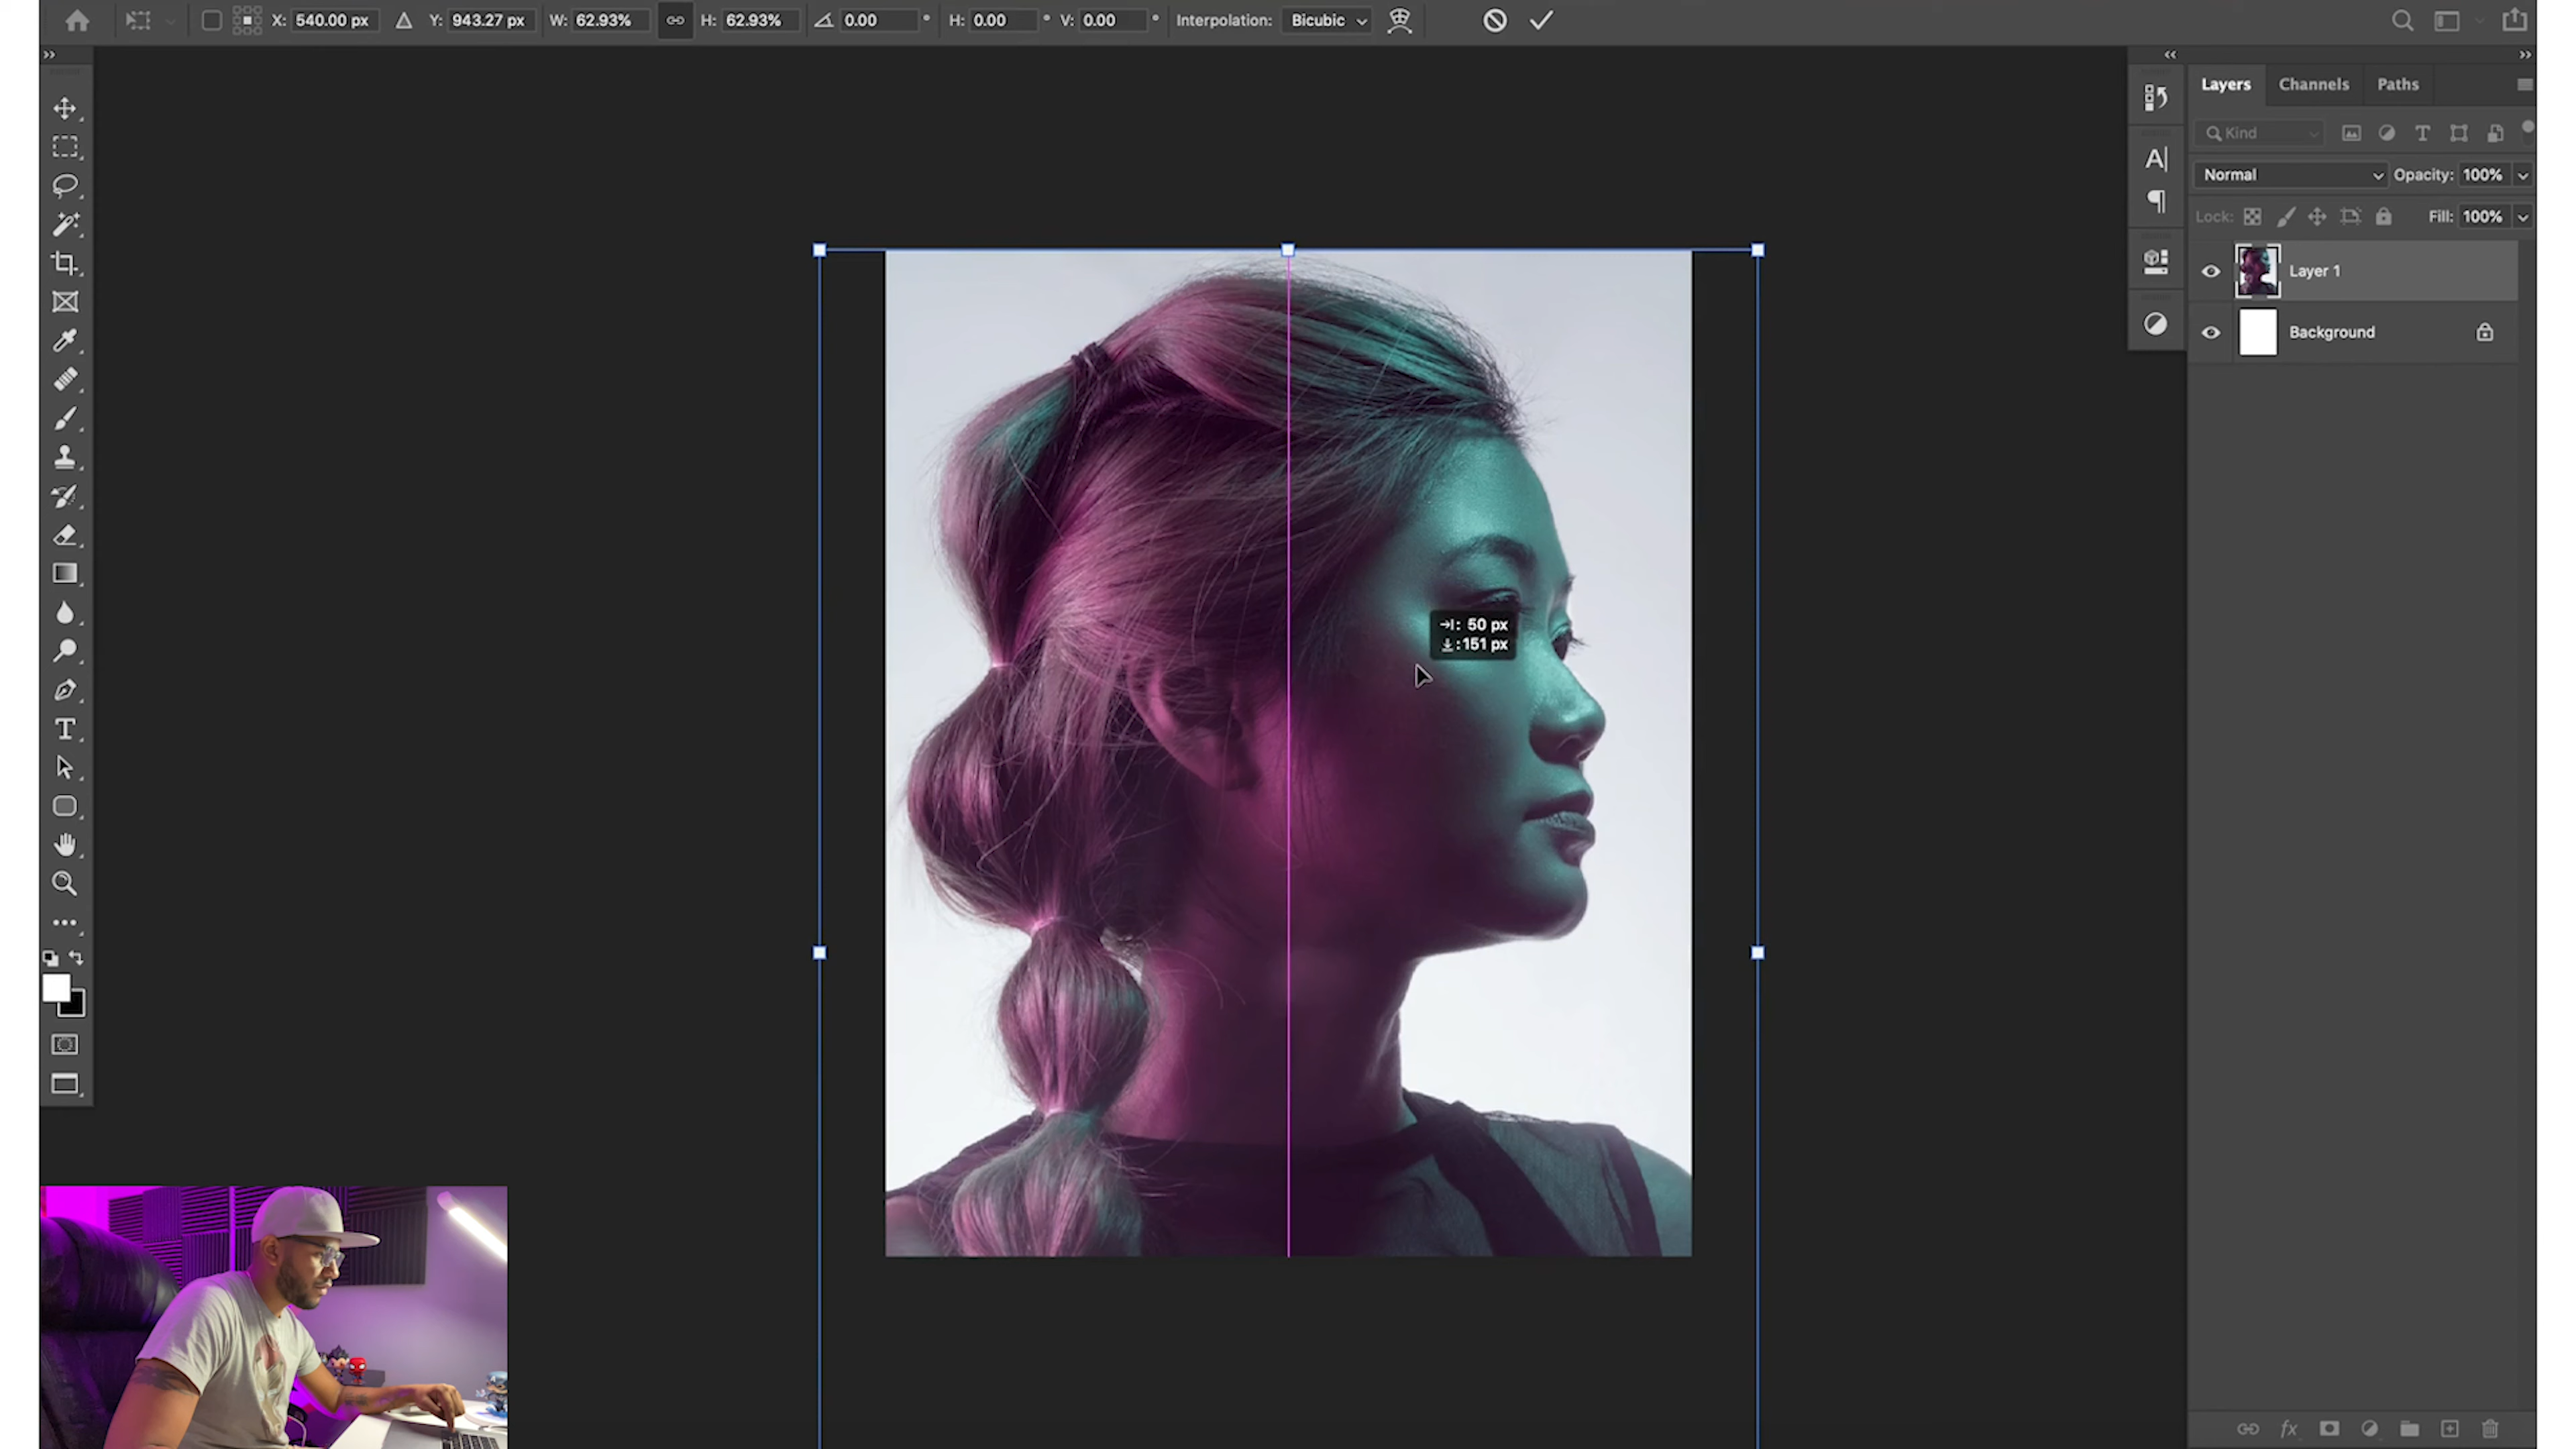 X: 540.00 px Y: 943.27 px W: 62.93% H: 62.93% 0.00 ° H: 0.00 ° V: 0.00 ° Interpolation: Bicubic
Layers Channels Paths
Kind
Normal Opacity: 100%
Lock: Fill: 100%
Layer 1
Background
: 50 px
: 151 px